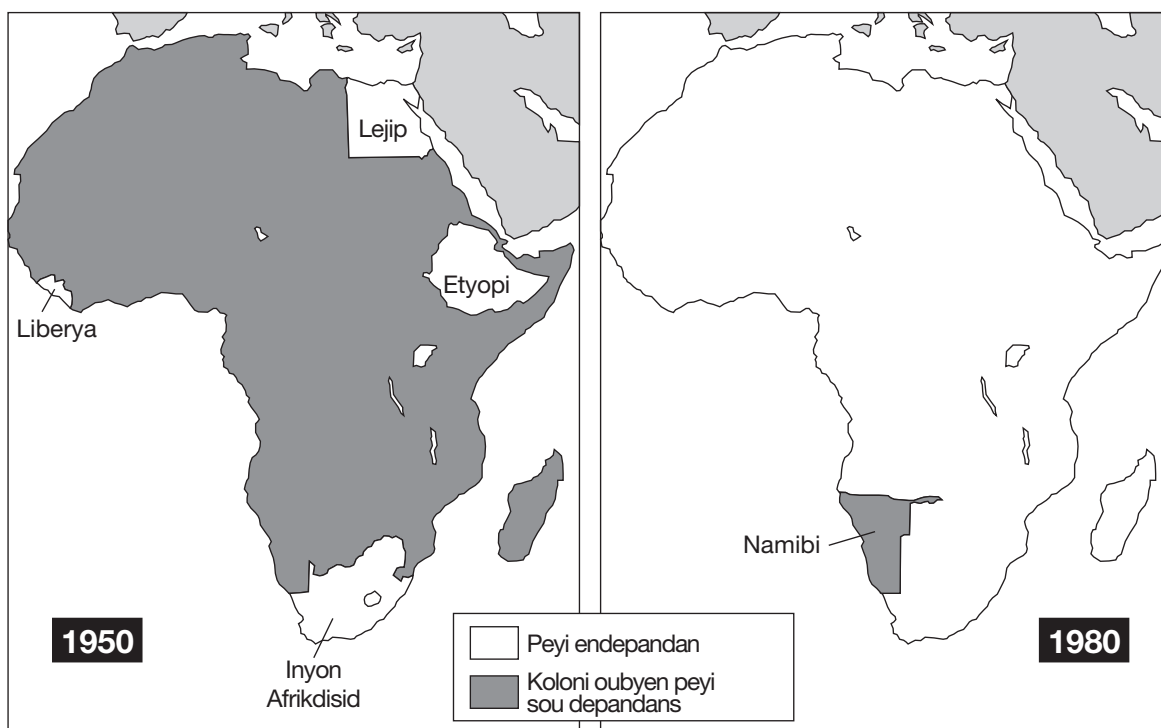 Lejip
Etyopi
Liberya
1950
Inyon
Afrikdisid
Namibi
1980
Peyi endepandan
Koloni oubyen peyi
sou depandans